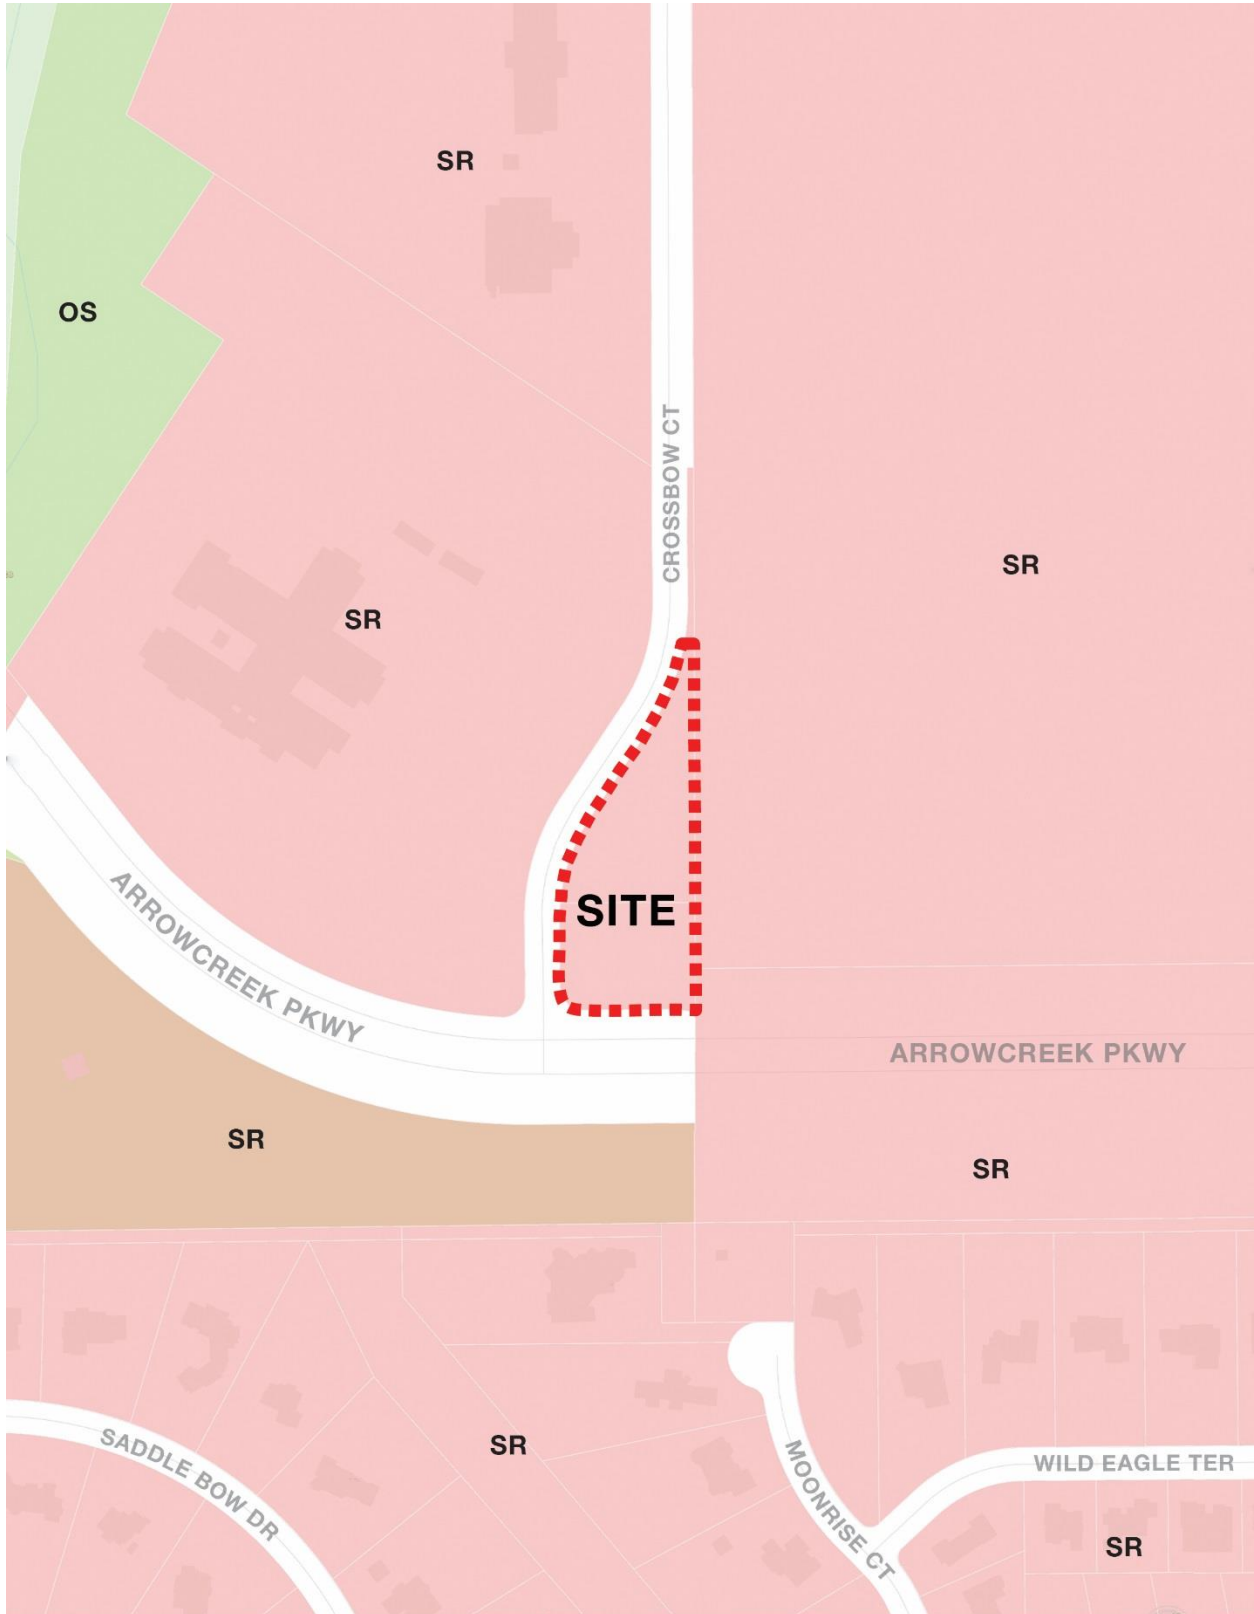 SR
OS
CROSSBOW CT
SR
SR
SITE
ARROWCREEK PKWY
ARROWCREEK PKWY
SR
SR
SR
SADDLE BOW DR
MOONRISE CT
WILD EAGLE TER
SR